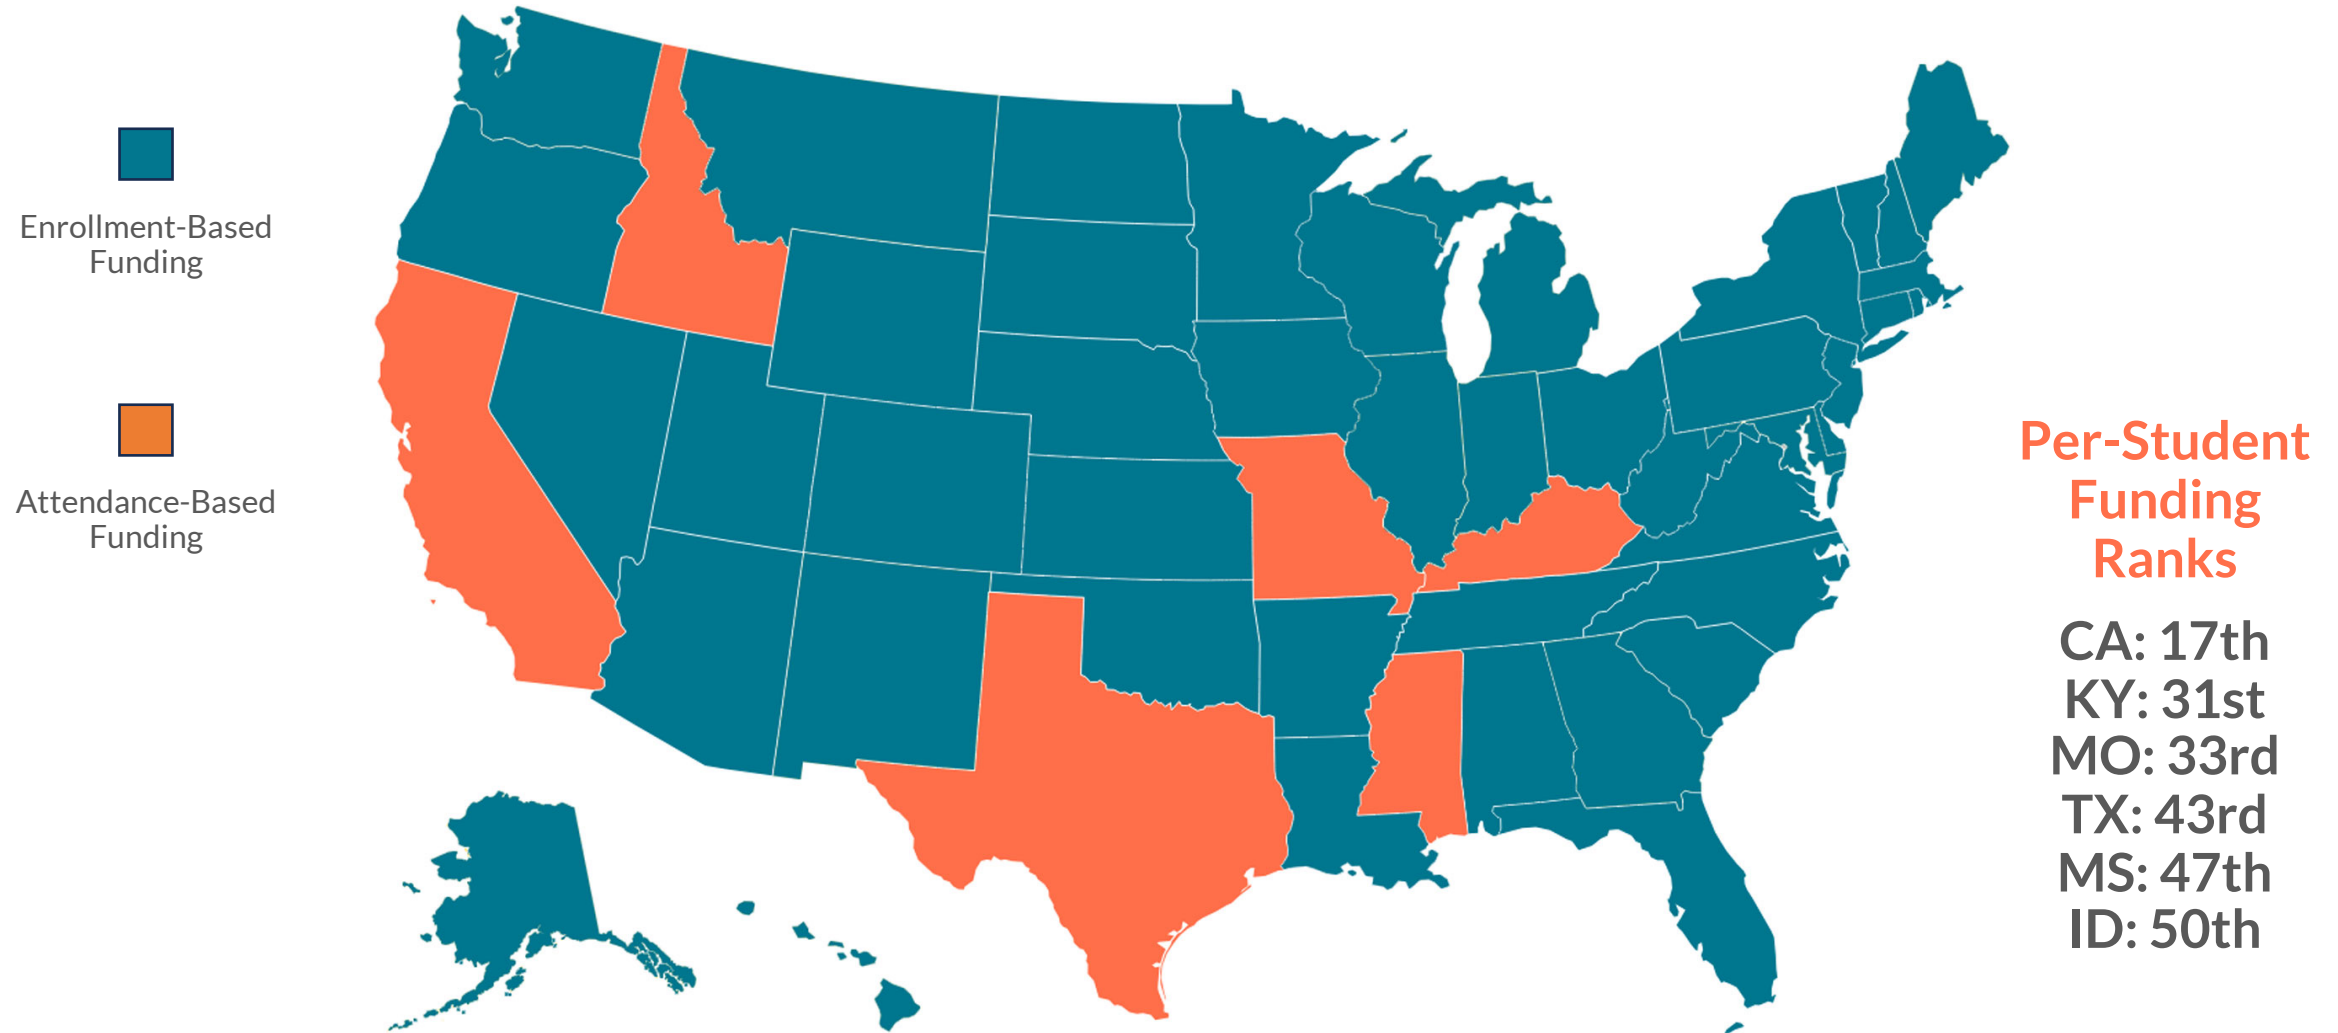 Enrollment-Based
Funding
Attendance-Based
Funding
Per-Student
Funding
Ranks
CA: 17th
KY: 31st
MO: 33rd
TX: 43rd
MS: 47th
ID: 50th